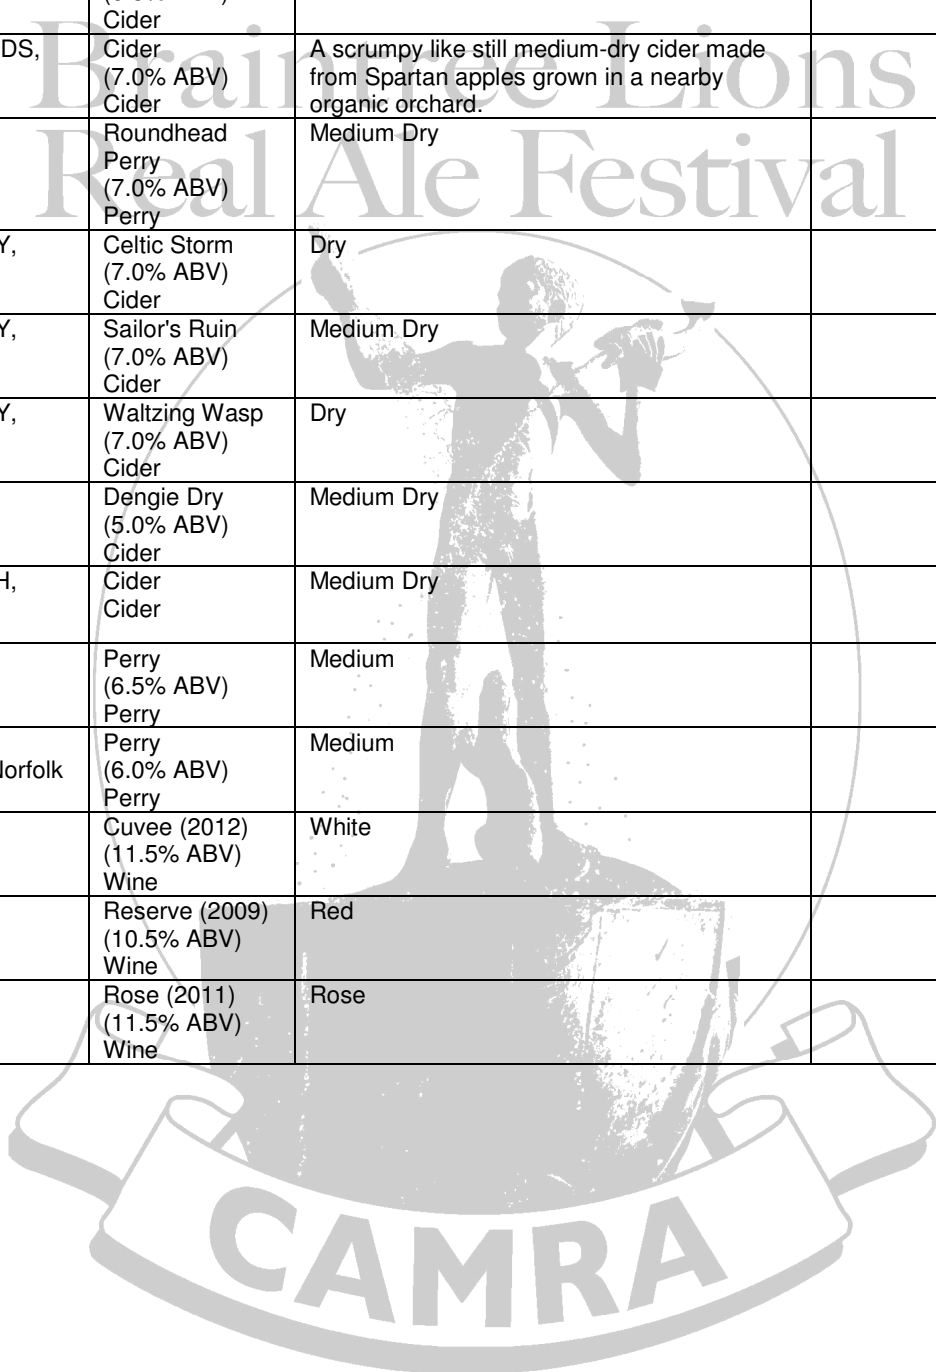 Cider
Braintree Lions
Real Ale Festival
DS,
Cider
(7.0% ABV)
Cider
A scrumpy like still medium-dry cider made
from Spartan apples grown in a nearby
organic orchard.
Roundhead
Perry
(7.0% ABV)
Perry
Medium Dry
Y,
Celtic Storm
(7.0% ABV)
Cider
Dry
Y,
Sailor's Ruin
(7.0% ABV)
Cider
Medium Dry
Y,
Waltzing Wasp
(7.0% ABV)
Cider
Dry
Dengie Dry
(5.0% ABV)
Cider
Medium Dry
H,
Cider
Cider
Medium Dry
Perry
(6.5% ABV)
Perry
Medium
Norfolk
Perry
(6.0% ABV)
Perry
Medium
Cuvee (2012)
(11.5% ABV)
Wine
White
Reserve (2009)
(10.5% ABV)
Wine
Red
Rose (2011)
(11.5% ABV)
Wine
Rose
CAMRA